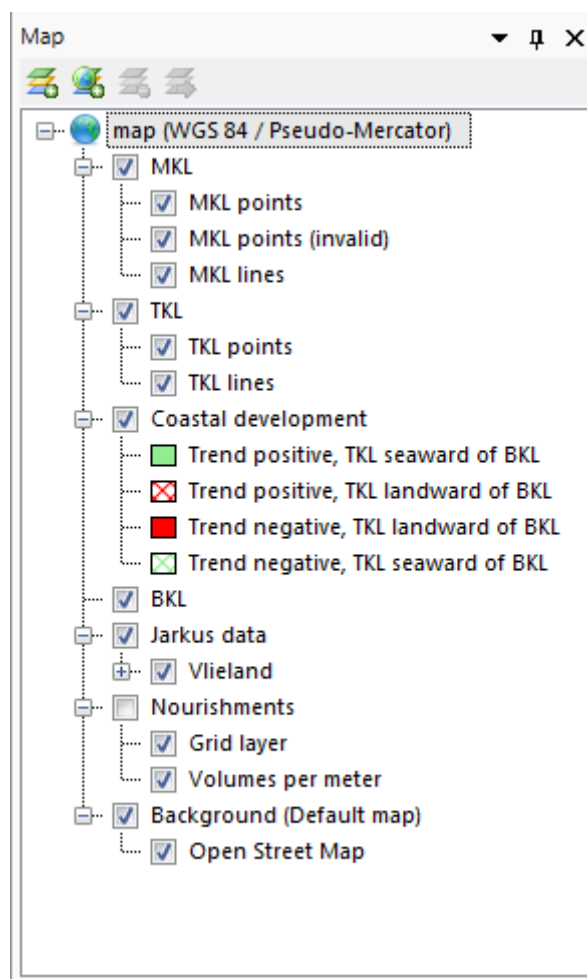 Map
map (WGS 84 / Pseudo-Mercator)
MKL
MKL points
MKL points (invalid)
MKL lines
TKL
TKL points
TKL lines
Coastal development
Trend positive, TKL seaward of BKL
Trend positive, TKL landward of BKL
Trend negative, TKL landward of BKL
Trend negative, TKL seaward of BKL
BKL
Jarkus data
Vlieland
Nourishments
Grid layer
Volumes per meter
Background (Default map)
Open Street Map